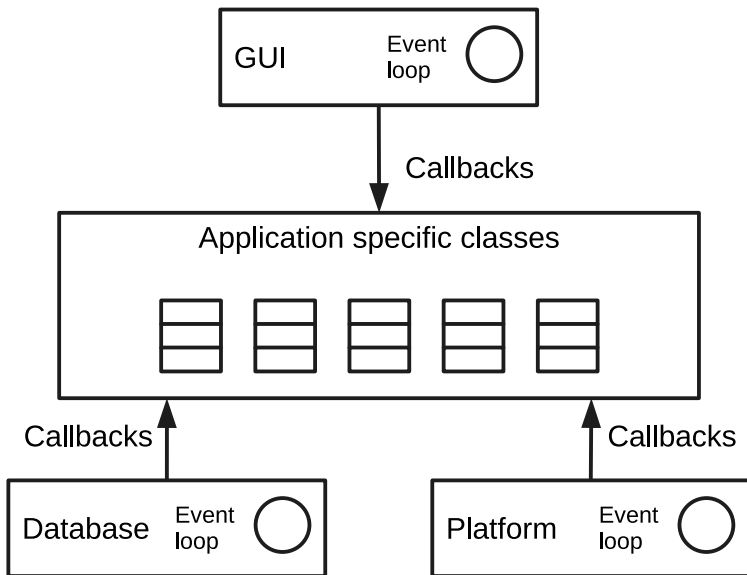 GUI
Event
loop
Callbacks
Application specific classes
Callbacks
Callbacks
Database
Event
loop
Platform
Event
loop